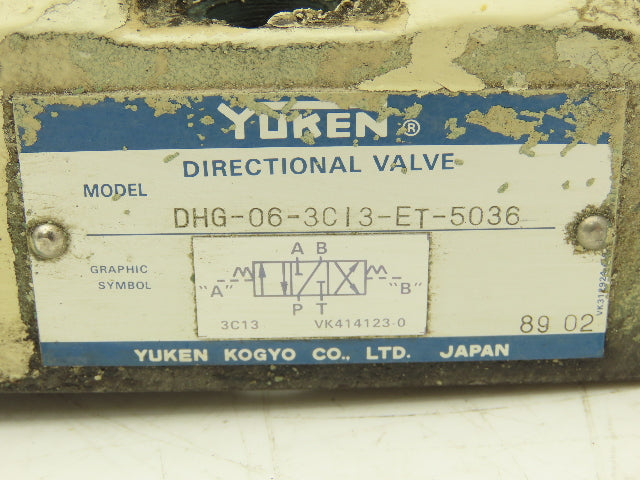 YUKEN ®
DIRECTIONAL VALVE
MODEL DHG-06-3C13-ET-5036
GRAPHIC SYMBOL
A B
"A" "B"
P T
3C13 VK414123-0
89 02
YUKEN KOGYO CO., LTD. JAPAN